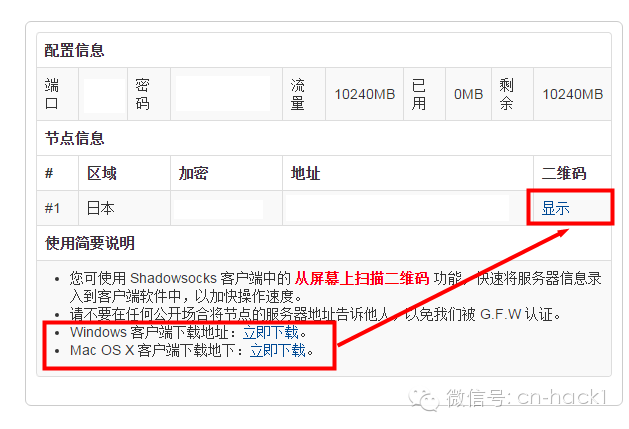 配置信息
端口 密码 流量 10240MB 已用 0MB 剩余 10240MB
节点信息
# 区域 加密 地址 二维码
#1 日本 显示
使用简要说明
您可使用 Shadowsocks 客户端中的 从屏幕上扫描二维码 功能，快速将服务器信息录
入到客户端软件中，以加快操作速度。
请不要在任何公开场合将节点的服务器地址告诉他人，以免我们被 G.F.W 认证。
Windows 客户端下载地址：立即下载。
Mac OS X 客户端下载地下：立即下载。
微信号: cn-hack1